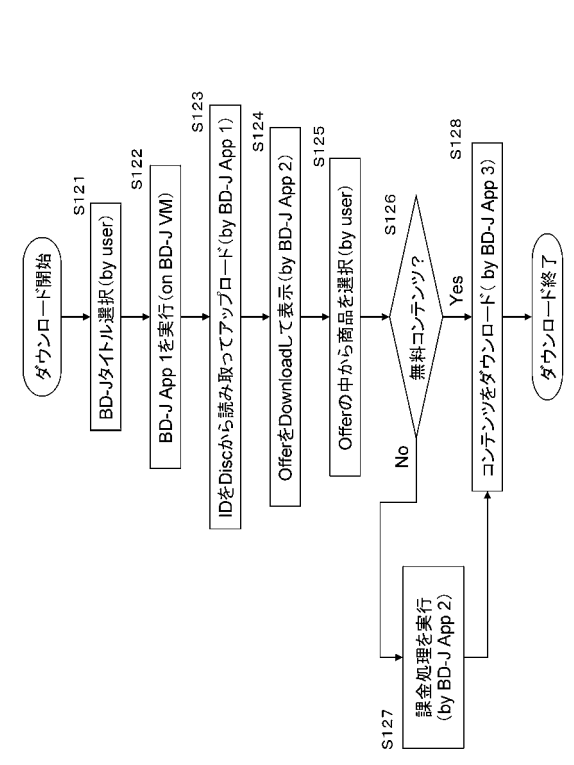 ダウンロード開始
S121
BD-Jタイトル選択(by user)
S122
BD-J App 1を実行(on BD-J VM)
S123
IDをDiscから読み取ってアップロード(by BD-J App 1)
S124
OfferをDownloadして表示(by BD-J App 2)
S125
Offerの中から商品を選択(by user)
S126
無料コンテンツ?
No
Yes
S127
課金処理を実行
(by BD-J App 2)
S128
コンテンツをダウンロード( by BD-J App 3)
ダウンロード終了